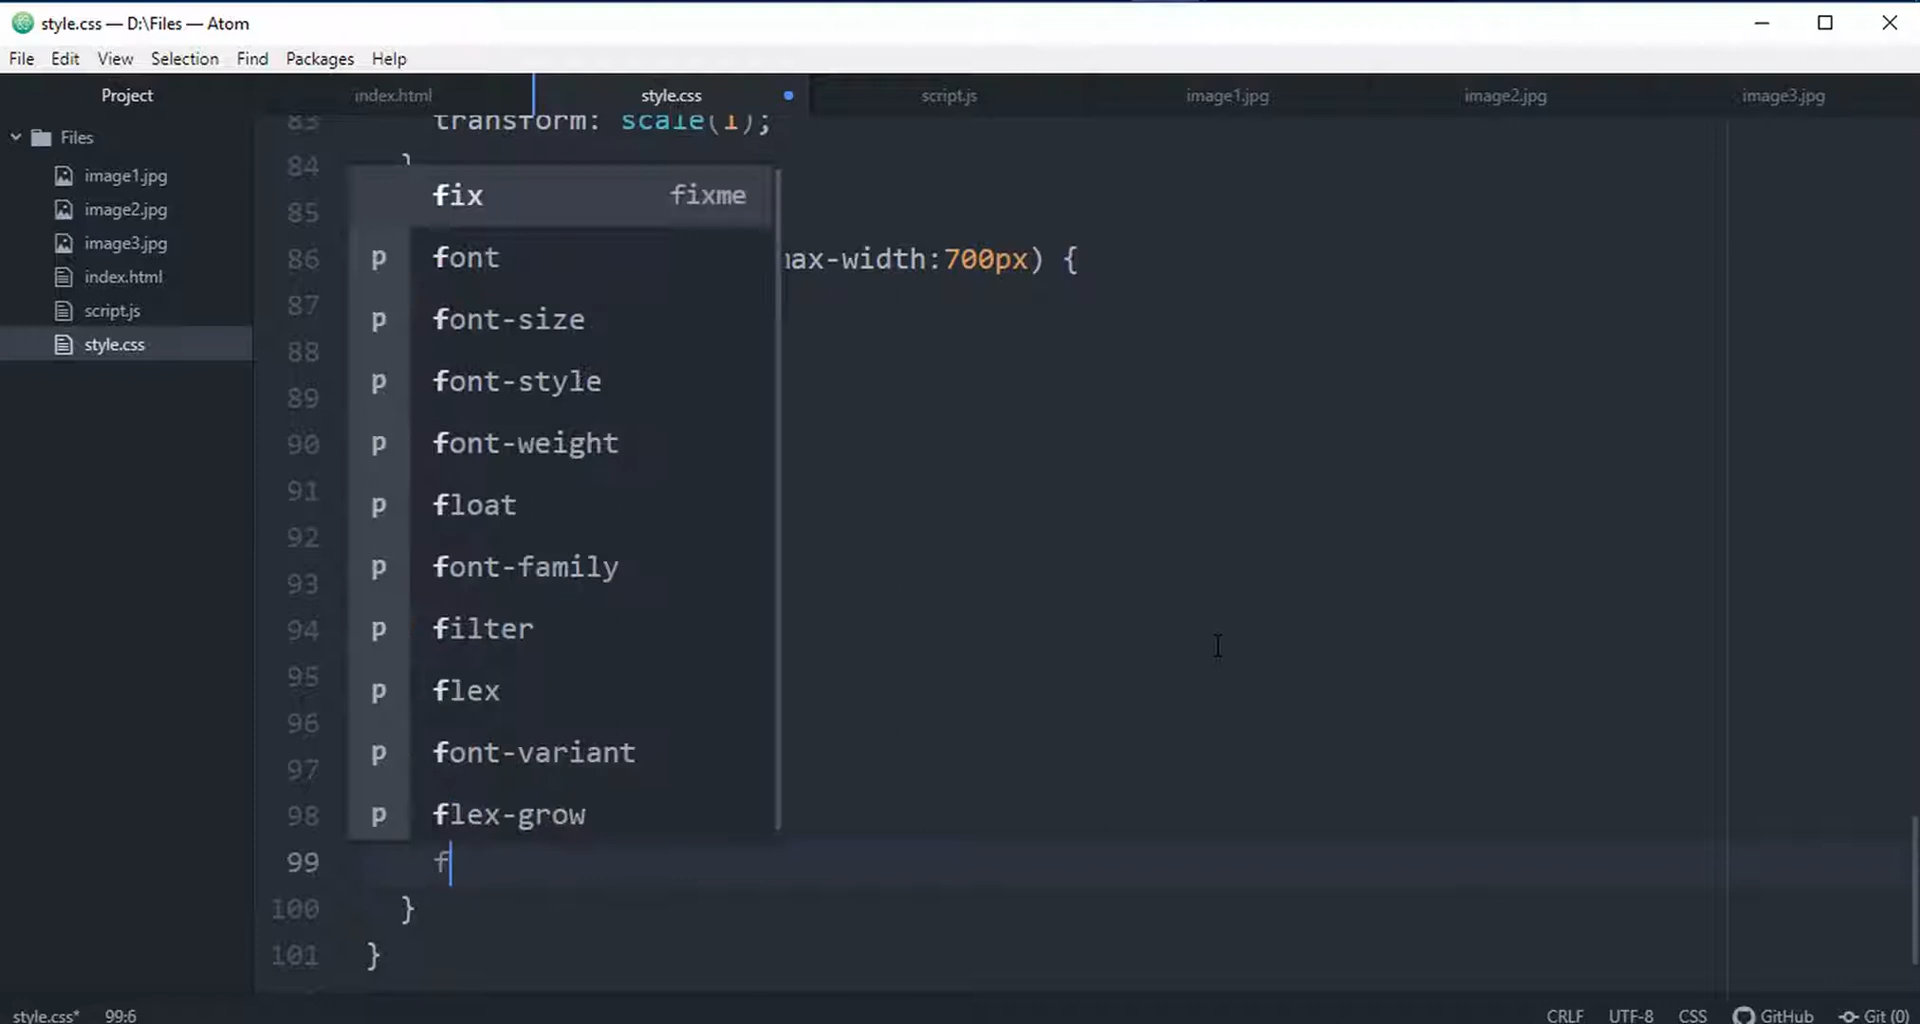 style.css — D:\Files — Atom
File Edit View Selection Find Packages Help
Project index.html style.css script.js image1.jpg image2.jpg image3.jpg
Files
image1.jpg
image2.jpg
image3.jpg
index.html
script.js
style.css
83 transform: scale(1);
84 }
85
86 ax-width:700px) {
87
88
89
90
91
92
93
94
95
96
97
98
99 f
100 }
101 }
fix fixme
p font
p font-size
p font-style
p font-weight
p float
p font-family
p filter
p flex
p font-variant
p flex-grow
style.css* 99:6 CRLF UTF-8 CSS GitHub Git (0)